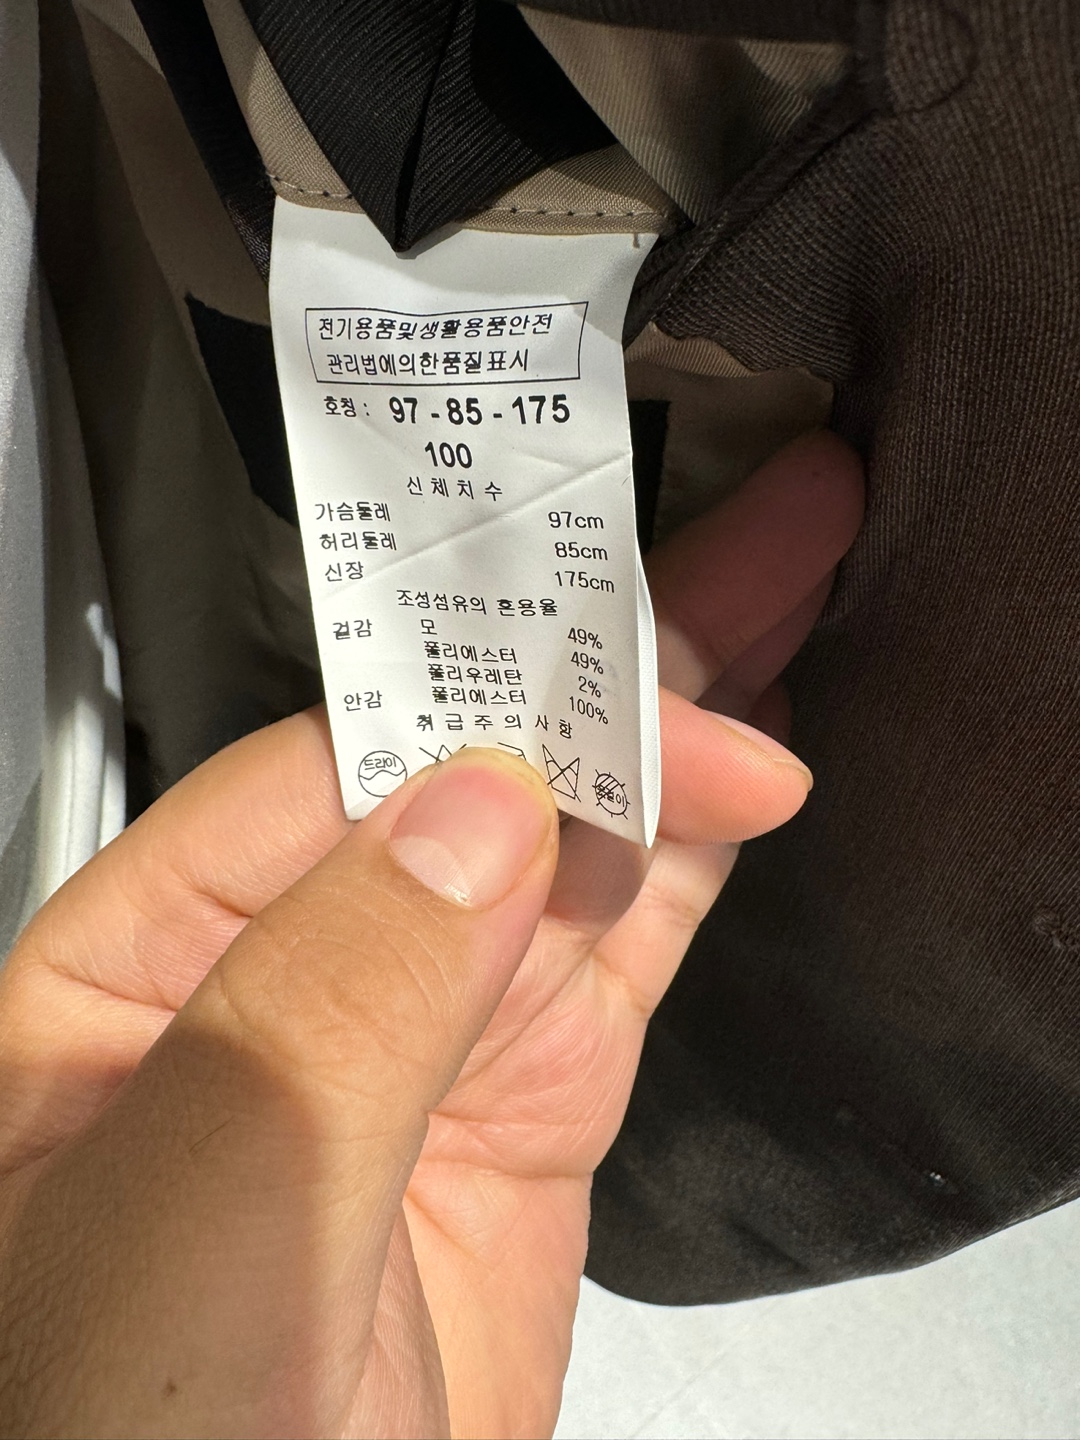 전기용품및생활용품안전
관리법에의한품질표시
호칭 : 97 - 85 - 175
100
신체치수
가슴둘레 97cm
허리둘레 85cm
신장 175cm
조성섬유의 혼용율
겉감 모 49%
폴리에스터 49%
폴리우레탄 2%
안감 폴리에스터 100%
취급주의사항
드라이